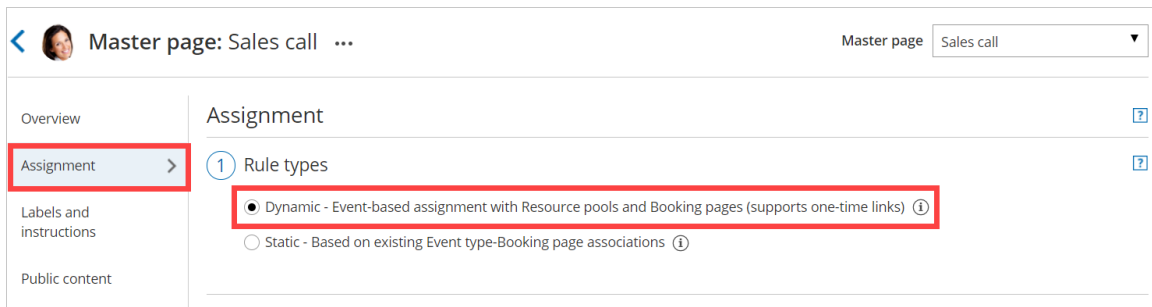 Master page: Sales call ...
Master page
Sales call
Overview
Assignment
Labels and
instructions
Public content
Assignment
?
1 Rule types
?
Dynamic - Event-based assignment with Resource pools and Booking pages (supports one-time links) i
Static - Based on existing Event type-Booking page associations i